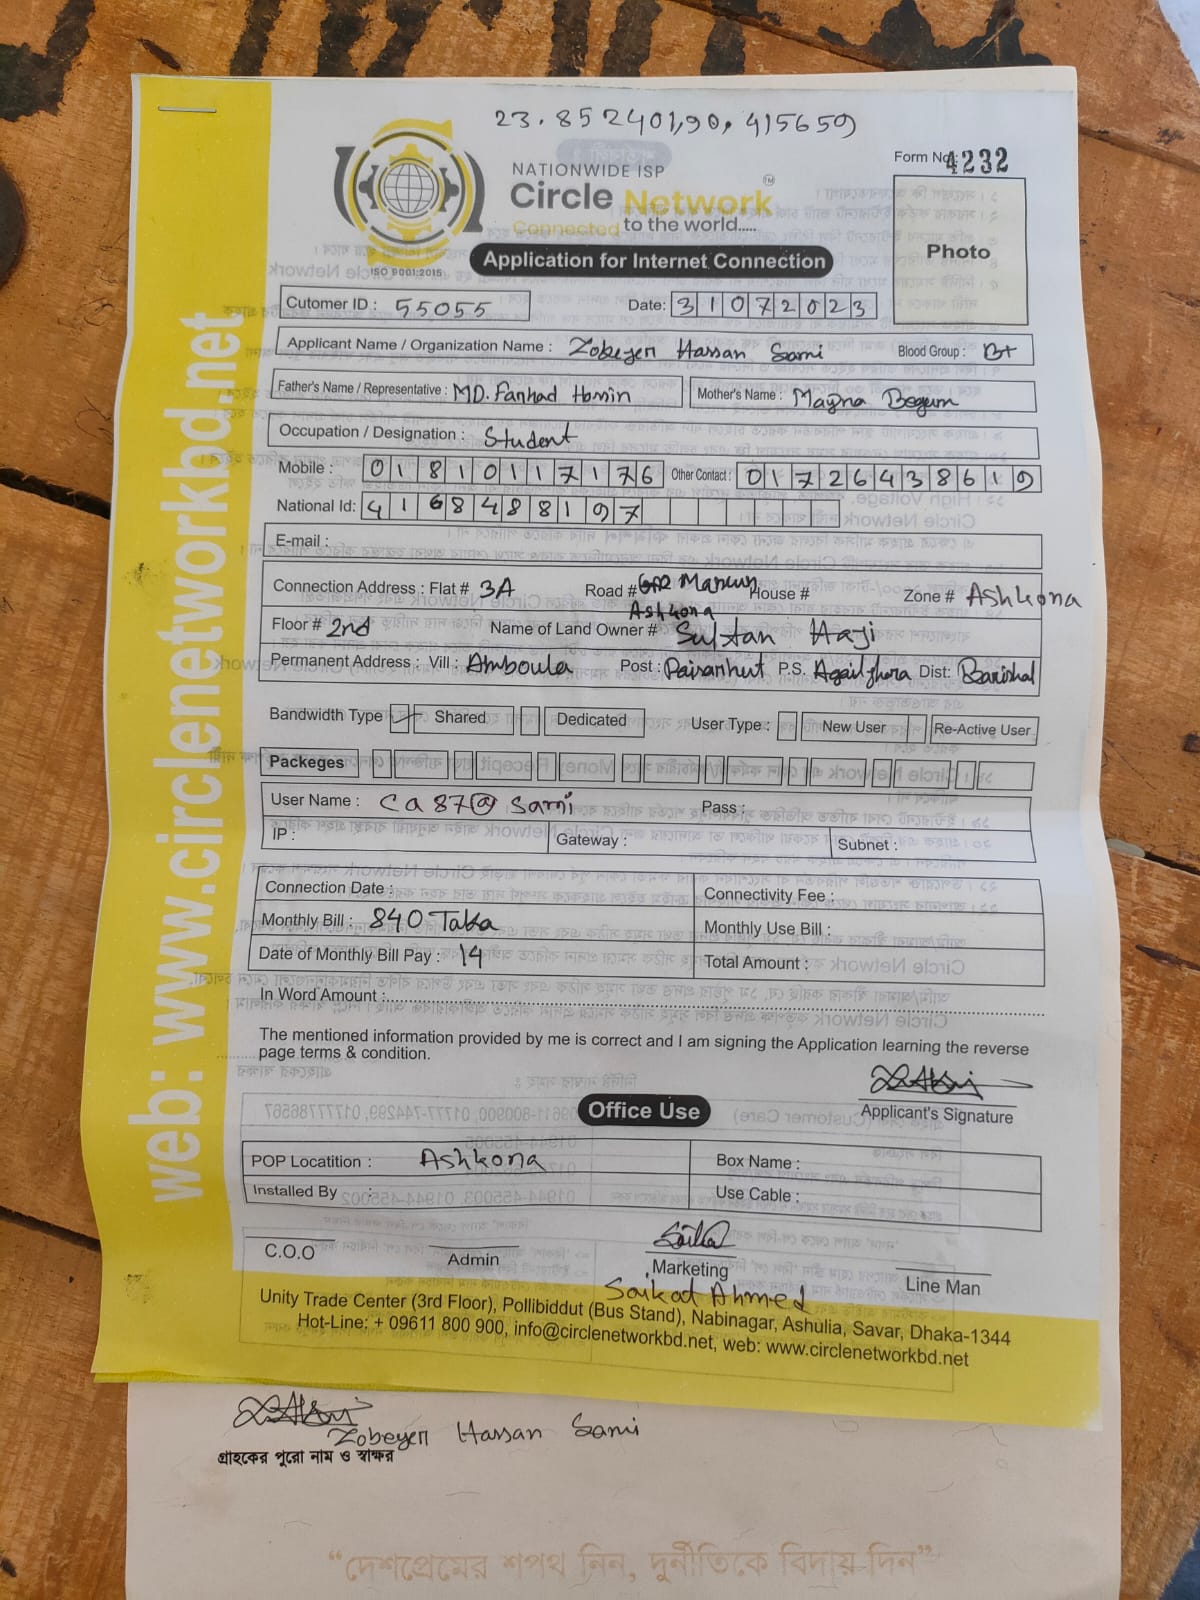 23.852401,90.415659
Form No: 4232
NATIONWIDE ISP
Circle Network TM
Connected to the world.....
ISO 9001:2015
Application for Internet Connection
Photo
Cutomer ID : 55055 Date: 31072023
Applicant Name / Organization Name : Zobeyer Hassan Sami Blood Group : B+
Father's Name / Representative : MD. Farhad Mother's Name : Begum
Occupation / Designation : Student
Mobile : 01810117176 Other Contact : 01726438619
National Id: 4168488197
E-mail :
Connection Address : Flat # 3A Road # House # Zone # Ashkona
Ashkona
Floor # 2nd Name of Land Owner # Sultan Haji
Permanent Address : Vill : Amboula Post : P.S. Dist: Barishal
Bandwidth Type Shared Dedicated User Type : New User Re-Active User
Packeges
User Name : Ca87@sami Pass :
IP : Gateway : Subnet :
Connection Date : Connectivity Fee :
Monthly Bill : 840 Taka Monthly Use Bill :
Date of Monthly Bill Pay : 14 Total Amount :
In Word Amount :
The mentioned information provided by me is correct and I am signing the Application learning the reverse
page terms & condition.
Applicant's Signature
Office Use
POP Locatition : Ashkona Box Name :
Installed By : Use Cable :
C.O.O Admin Marketing Line Man
Saikat Ahmed
Unity Trade Center (3rd Floor), Pollibiddut (Bus Stand), Nabinagar, Ashulia, Savar, Dhaka-1344
Hot-Line: + 09611 800 900, info@circlenetworkbd.net, web: www.circlenetworkbd.net
web: www.circlenetworkbd.net
Zobeyer Hassan Sami
গ্রাহকের পুরো নাম ও স্বাক্ষর
“দেশপ্রেমের শপথ নিন, দুর্নীতিকে বিদায় দিন”